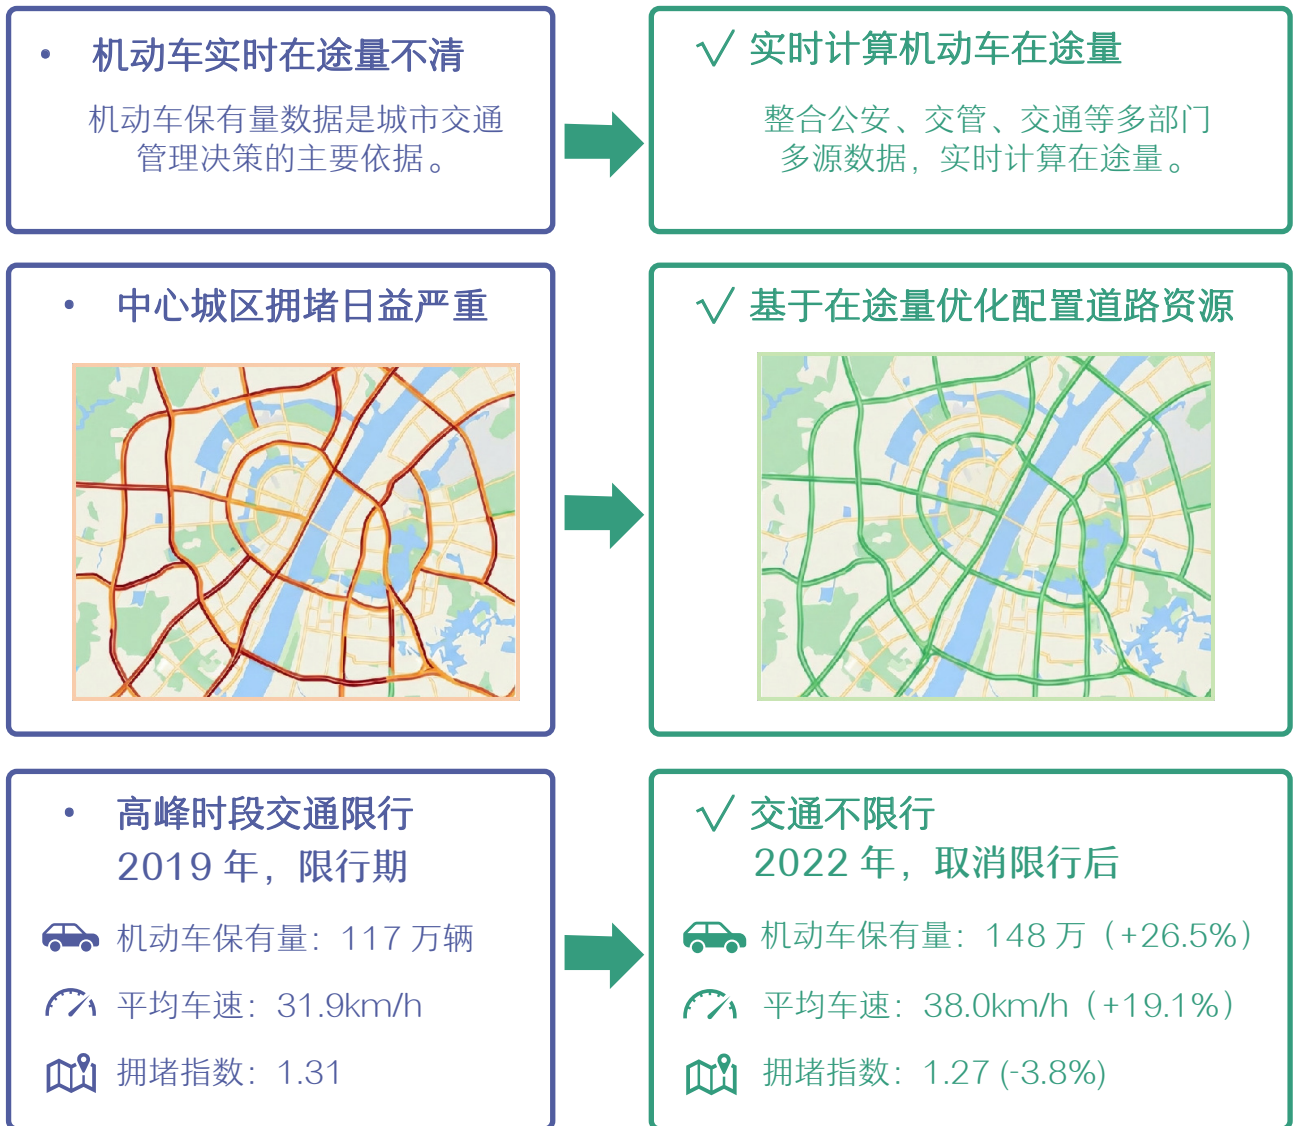 • 机动车实时在途量不清
机动车保有量数据是城市交通
管理决策的主要依据。
√ 实时计算机动车在途量
整合公安、交管、交通等多部门
多源数据，实时计算在途量。
• 中心城区拥堵日益严重
√ 基于在途量优化配置道路资源
• 高峰时段交通限行
2019 年，限行期
机动车保有量：117 万辆
平均车速：31.9km/h
拥堵指数：1.31
√ 交通不限行
2022 年，取消限行后
机动车保有量：148 万（+26.5%）
平均车速：38.0km/h（+19.1%）
拥堵指数：1.27 (-3.8%)